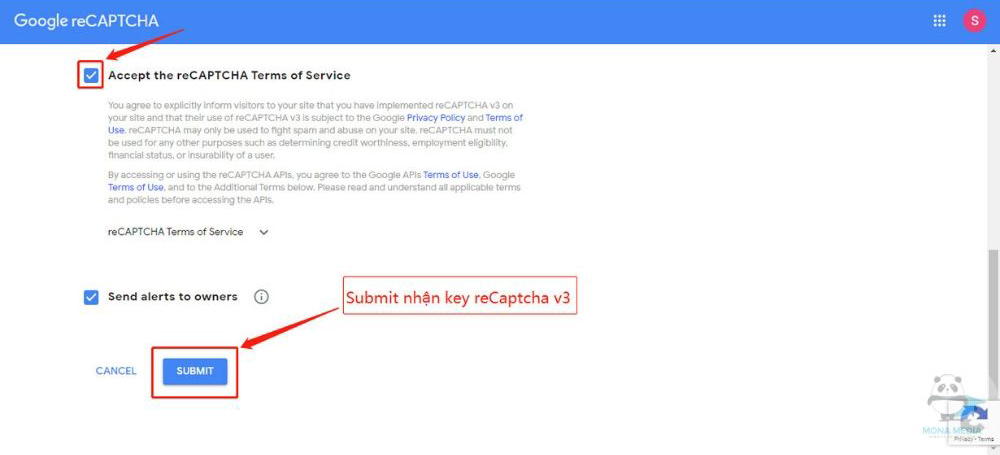 Google reCAPTCHA
S
Accept the reCAPTCHA Terms of Service
You agree to explicitly inform visitors to your site that you have implemented reCAPTCHA v3 on
your site and that their use of reCAPTCHA v3 is subject to the Google Privacy Policy and Terms of
Use. reCAPTCHA may only be used to fight spam and abuse on your site. reCAPTCHA must not
be used for any other purposes such as determining credit worthiness, employment eligibility,
financial status, or insurability of a user.
By accessing or using the reCAPTCHA APIs, you agree to the Google APIs Terms of Use, Google
Terms of Use, and to the Additional Terms below. Please read and understand all applicable terms
and policies before accessing the APIs.
reCAPTCHA Terms of Service
Send alerts to owners
Submit nhận key reCaptcha v3
CANCEL
SUBMIT
MONA MEDIA
Privacy - Terms